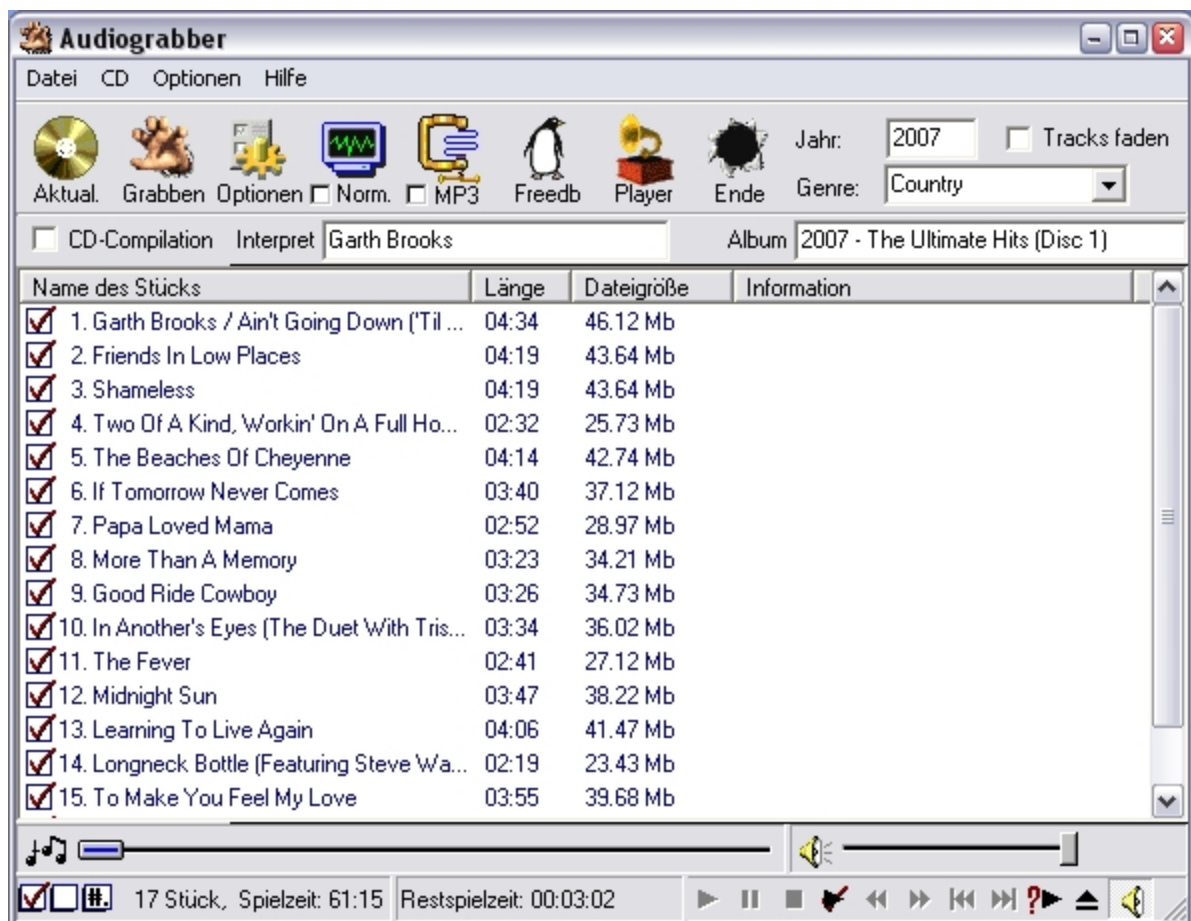 Audiograbber
Datei CD Optionen Hilfe
Aktual. Grabben Optionen Norm. MP3 Freedb Player Ende
Jahr: 2007 Tracks faden
Genre: Country
CD-Compilation Interpret Garth Brooks Album 2007 - The Ultimate Hits (Disc 1)
Name des Stücks Länge Dateigröße Information
1. Garth Brooks / Ain't Going Down ('Til ... 04:34 46.12 Mb
2. Friends In Low Places 04:19 43.64 Mb
3. Shameless 04:19 43.64 Mb
4. Two Of A Kind, Workin' On A Full Ho... 02:32 25.73 Mb
5. The Beaches Of Cheyenne 04:14 42.74 Mb
6. If Tomorrow Never Comes 03:40 37.12 Mb
7. Papa Loved Mama 02:52 28.97 Mb
8. More Than A Memory 03:23 34.21 Mb
9. Good Ride Cowboy 03:26 34.73 Mb
10. In Another's Eyes (The Duet With Tris... 03:34 36.02 Mb
11. The Fever 02:41 27.12 Mb
12. Midnight Sun 03:47 38.22 Mb
13. Learning To Live Again 04:06 41.47 Mb
14. Longneck Bottle (Featuring Steve Wa... 02:19 23.43 Mb
15. To Make You Feel My Love 03:55 39.68 Mb
#. 17 Stück, Spielzeit: 61:15 Restspielzeit: 00:03:02 ?